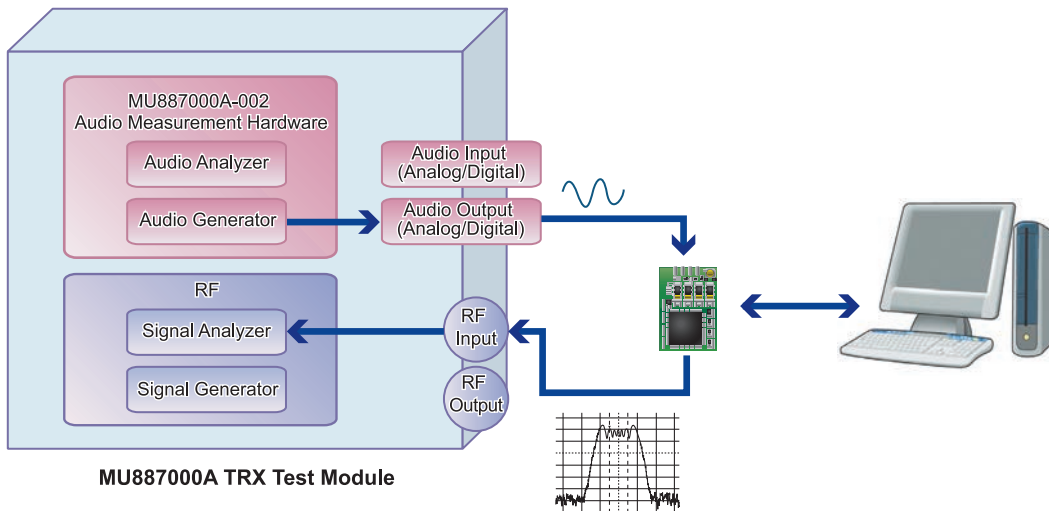 MU887000A-002
Audio Measurement Hardware
Audio Analyzer
Audio Generator
Audio Input
(Analog/Digital)
Audio Output
(Analog/Digital)
RF
Signal Analyzer
Signal Generator
RF
Input
RF
Output
MU887000A TRX Test Module